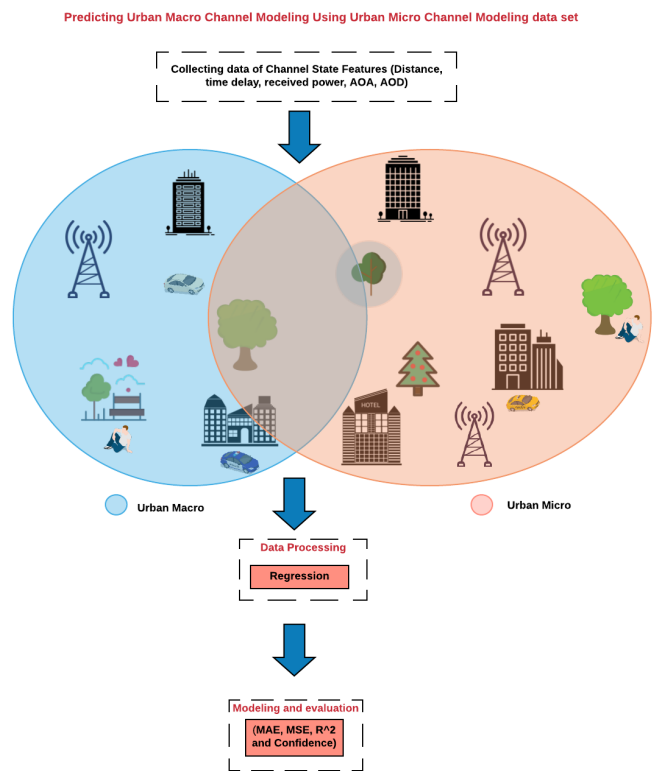 Predicting Urban Macro Channel Modeling Using Urban Micro Channel Modeling data set
Collecting data of Channel State Features (Distance,
time delay, received power, AOA, AOD)
HOTEL
Urban Macro
Urban Micro
Data Processing
Regression
Modeling and evaluation
(MAE, MSE, R^2
and Confidence)